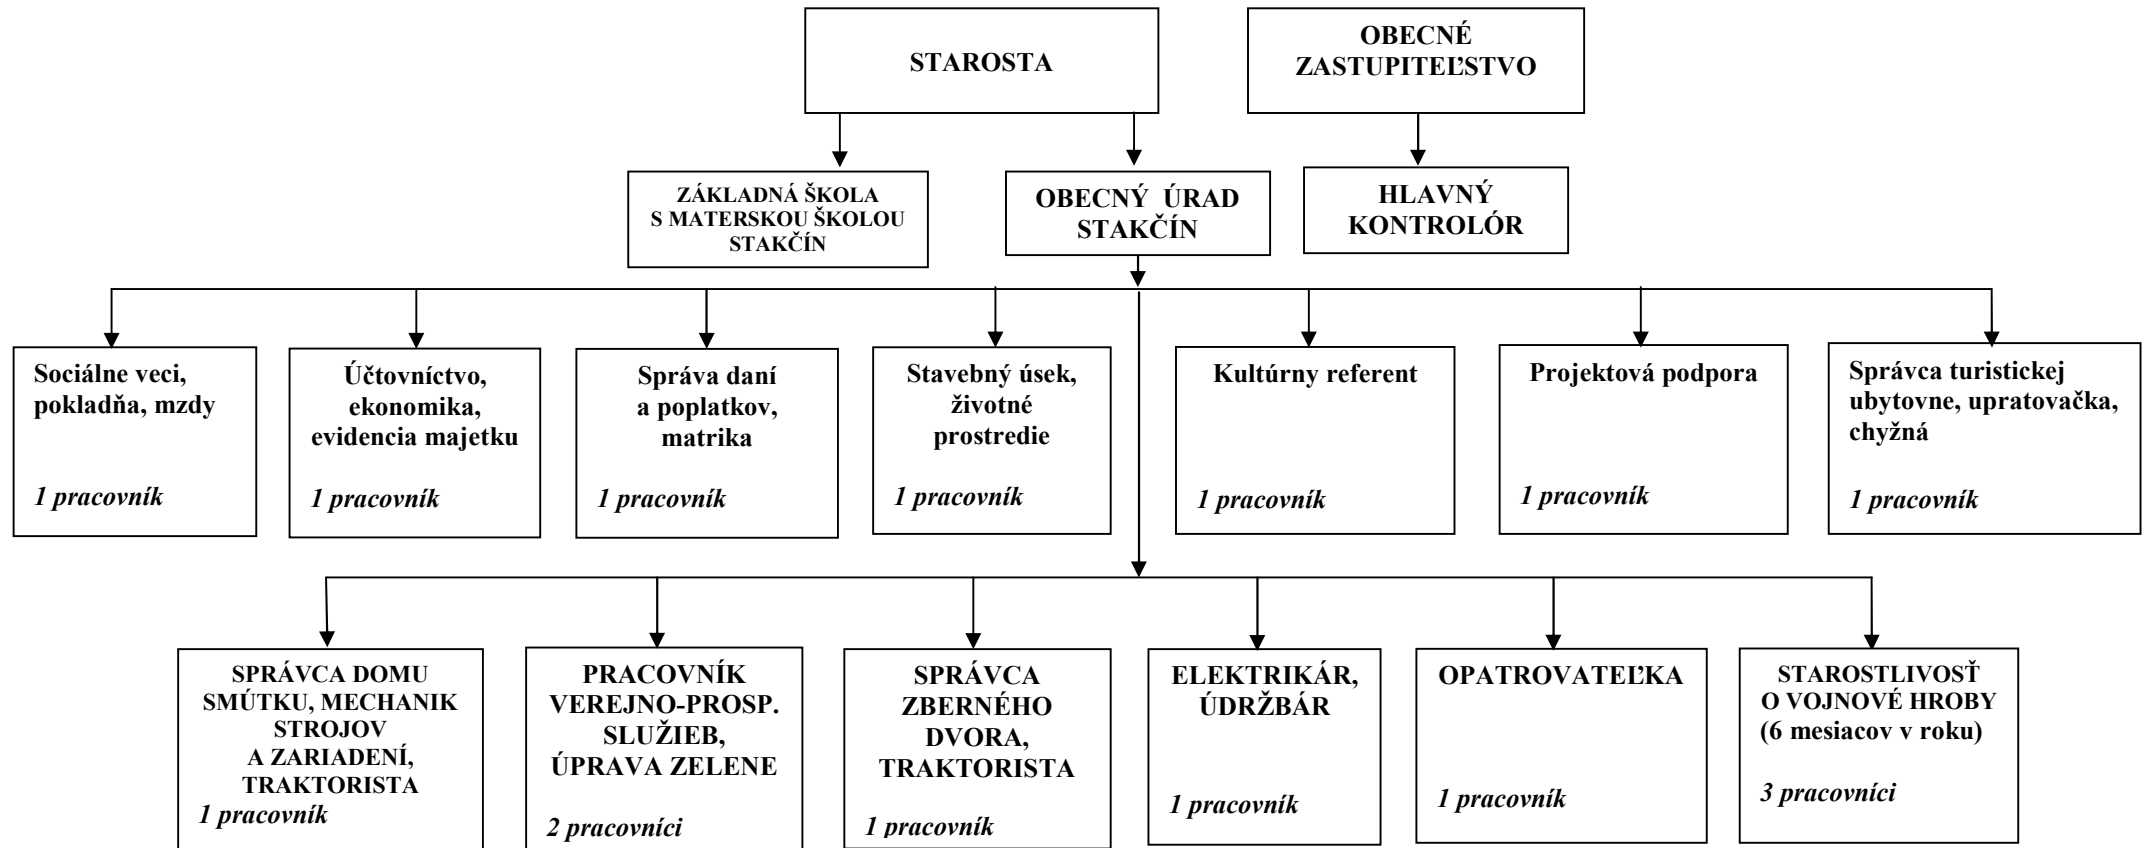 STAROSTA
OBECNÉ
ZASTUPITEĽSTVO
ZÁKLADNÁ ŠKOLA
S MATERSKOU ŠKOLOU
STAKČÍN
OBECNÝ ÚRAD
STAKČÍN
HLAVNÝ
KONTROLÓR
Sociálne veci,
pokladňa, mzdy
1 pracovník
Účtovníctvo,
ekonomika,
evidencia majetku
1 pracovník
Správa daní
a poplatkov,
matrika
1 pracovník
Stavebný úsek,
životné
prostredie
1 pracovník
Kultúrny referent
1 pracovník
Projektová podpora
1 pracovník
Správca turistickej
ubytovne, upratovačka,
chyžná
1 pracovník
SPRÁVCA DOMU
SMÚTKU, MECHANIK
STROJOV
A ZARIADENÍ,
TRAKTORISTA
1 pracovník
PRACOVNÍK
VEREJNO-PROSP.
SLUŽIEB,
ÚPRAVA ZELENE
2 pracovníci
SPRÁVCA
ZBERNÉHO
DVORA,
TRAKTORISTA
1 pracovník
ELEKTRIKÁR,
ÚDRŽBÁR
1 pracovník
OPATROVATEĽKA
1 pracovník
STAROSTLIVOSŤ
O VOJNOVÉ HROBY
(6 mesiacov v roku)
3 pracovníci